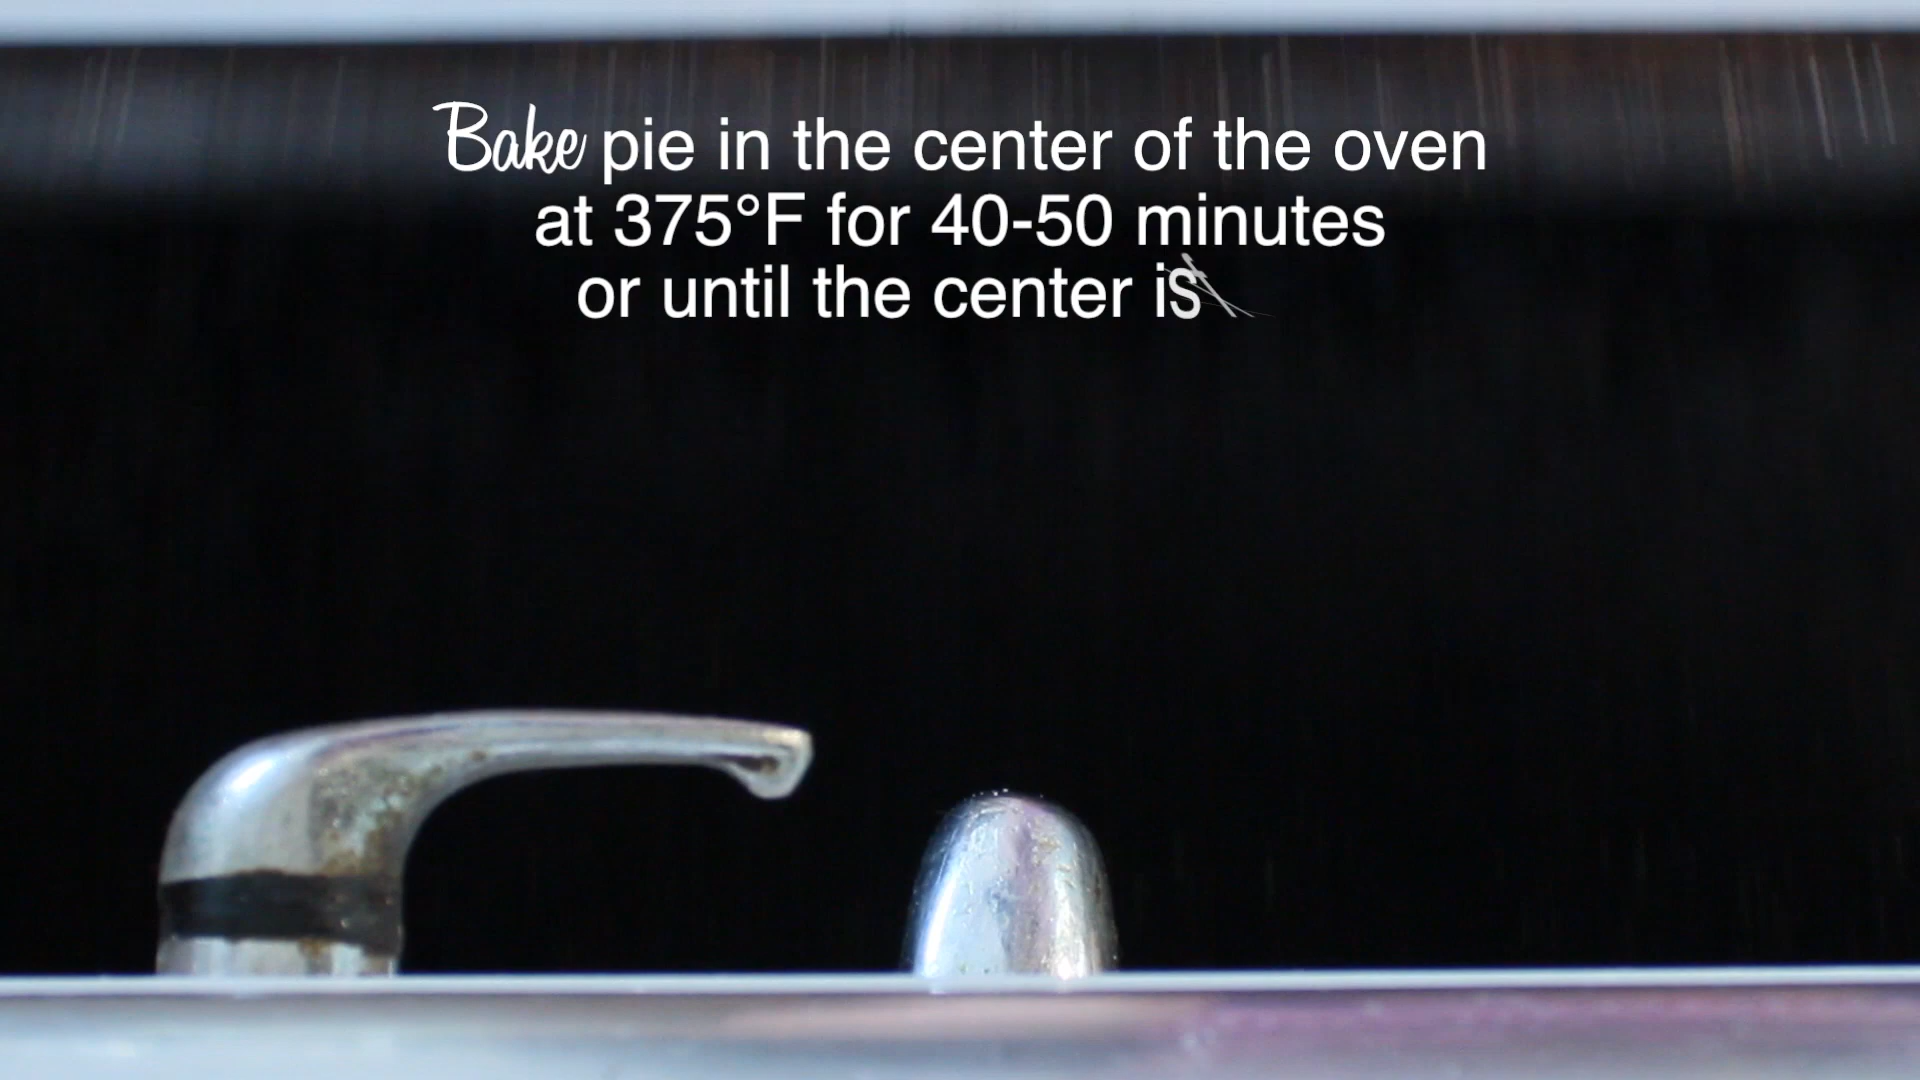 Bake pie in the center of the oven
at 375°F for 40-50 minutes
or until the center is